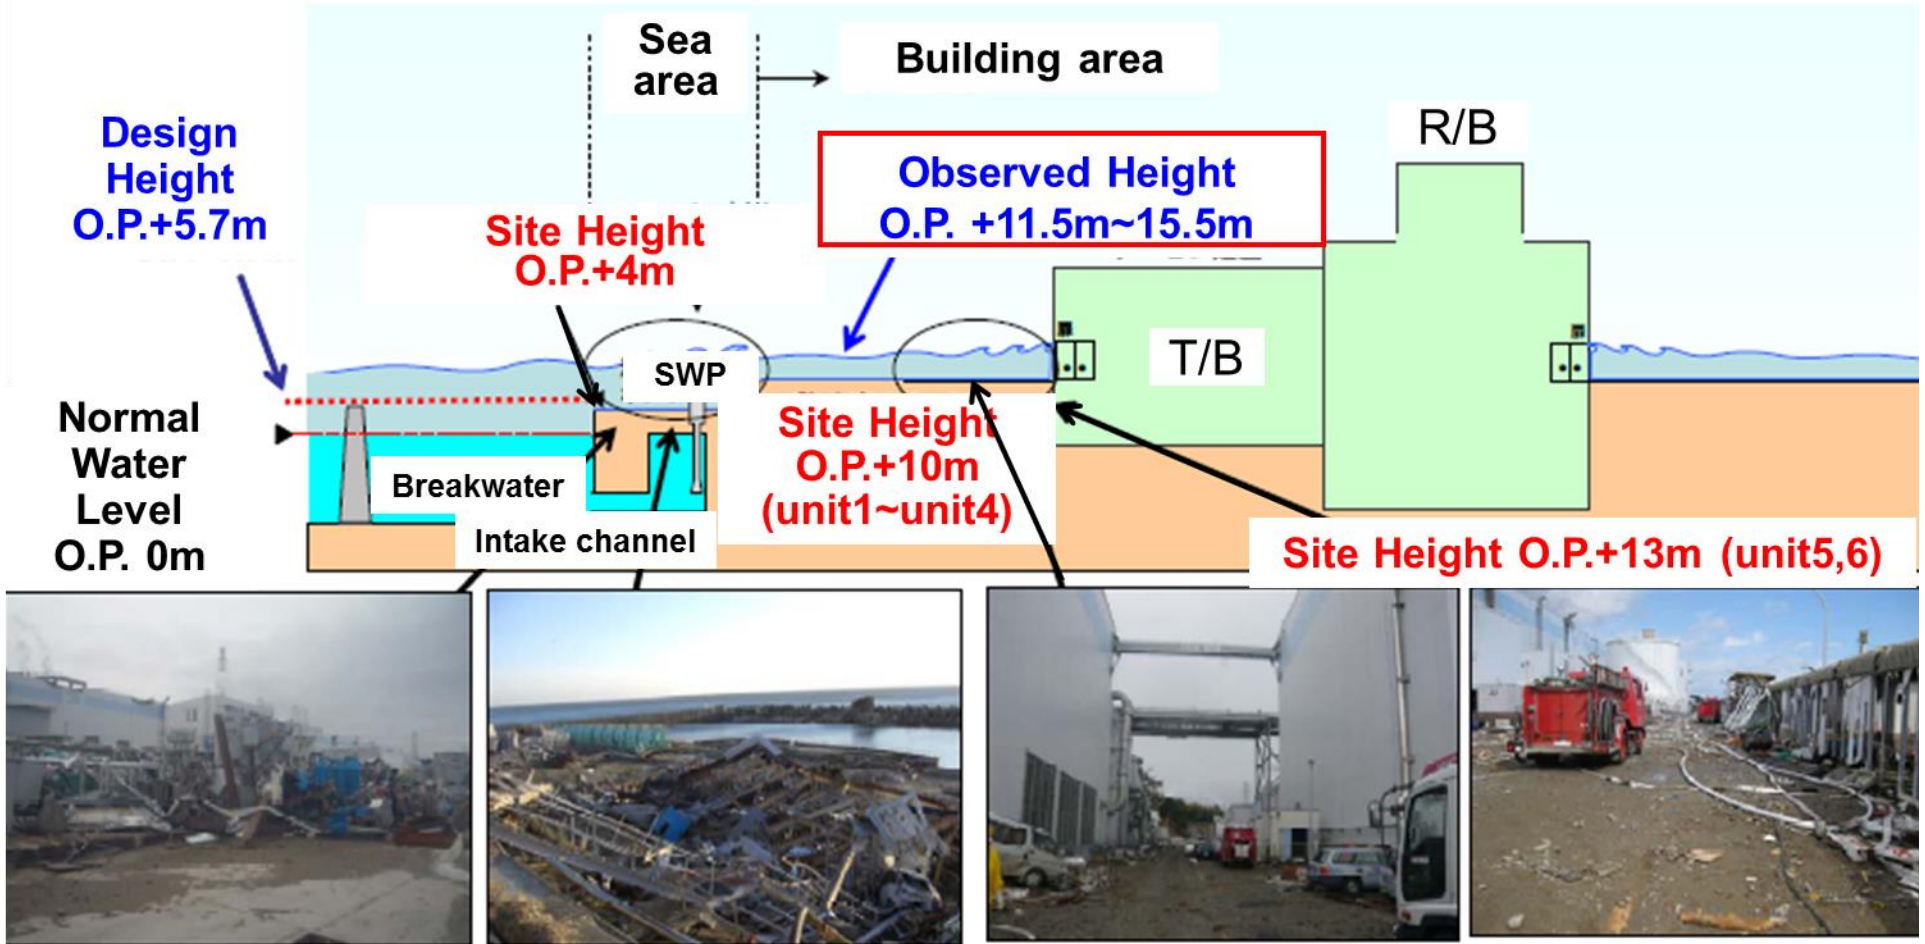 Sea
area
Building area
R/B
Design
Height
O.P.+5.7m
Site Height
O.P.+4m
Observed Height
O.P. +11.5m~15.5m
SWP
T/B
Normal
Water
Level
O.P. 0m
Breakwater
Intake channel
Site Height
O.P.+10m
(unit1~unit4)
Site Height O.P.+13m (unit5,6)